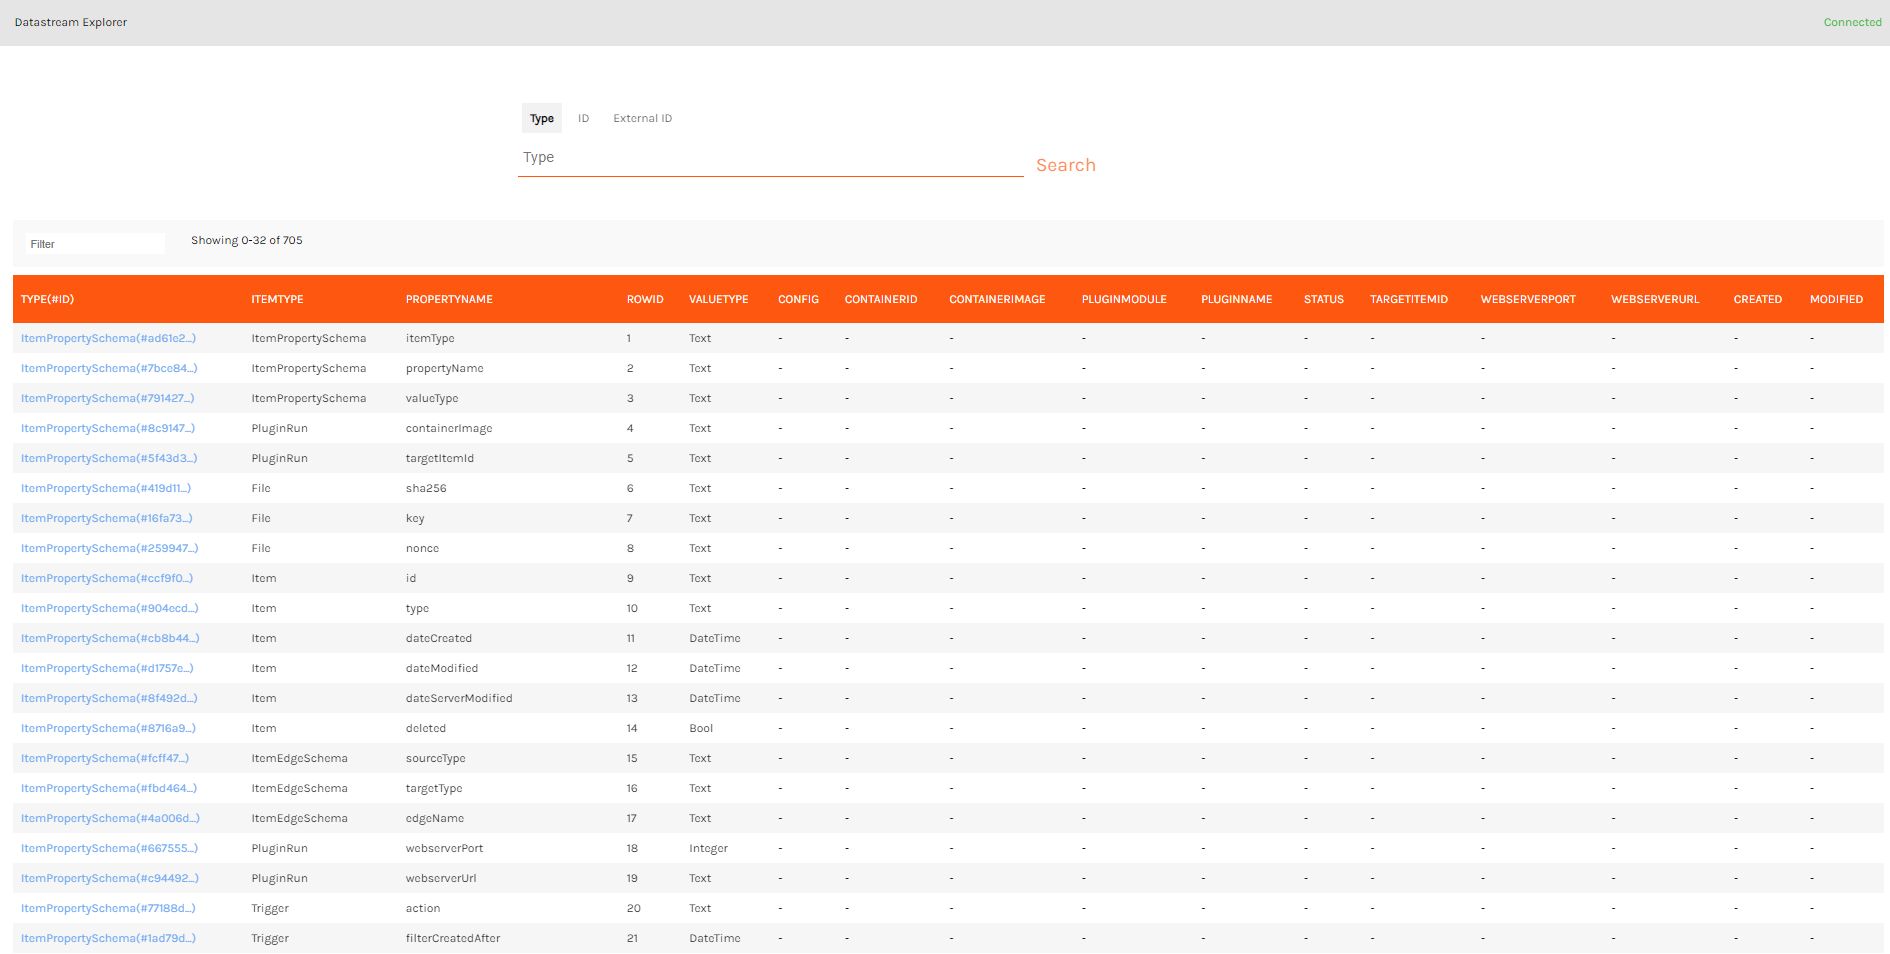 Datastream Explorer Connected
Type ID External ID
Type Search
Filter Showing 0-32 of 705
TYPE(#ID) ITEMTYPE PROPERTYNAME ROWID VALUETYPE CONFIG CONTAINERID CONTAINERIMAGE PLUGINMODULE PLUGINNAME STATUS TARGETITEMID WEBSERVERPORT WEBSERVERURL CREATED MODIFIED
ItemPropertySchema(#ad61e2...) ItemPropertySchema itemType 1 Text - - - - - - - - - - -
ItemPropertySchema(#7bce84...) ItemPropertySchema propertyName 2 Text - - - - - - - - - - -
ItemPropertySchema(#791427...) ItemPropertySchema valueType 3 Text - - - - - - - - - - -
ItemPropertySchema(#8c9147...) PluginRun containerImage 4 Text - - - - - - - - - - -
ItemPropertySchema(#5f43d3...) PluginRun targetItemId 5 Text - - - - - - - - - - -
ItemPropertySchema(#419d11...) File sha256 6 Text - - - - - - - - - - -
ItemPropertySchema(#16fa73...) File key 7 Text - - - - - - - - - - -
ItemPropertySchema(#259947...) File nonce 8 Text - - - - - - - - - - -
ItemPropertySchema(#ccf9f0...) Item id 9 Text - - - - - - - - - - -
ItemPropertySchema(#904ecd...) Item type 10 Text - - - - - - - - - - -
ItemPropertySchema(#cb8b44...) Item dateCreated 11 DateTime - - - - - - - - - - -
ItemPropertySchema(#d1757e...) Item dateModified 12 DateTime - - - - - - - - - - -
ItemPropertySchema(#8f492d...) Item dateServerModified 13 DateTime - - - - - - - - - - -
ItemPropertySchema(#8716a9...) Item deleted 14 Bool - - - - - - - - - - -
ItemPropertySchema(#fcff47...) ItemEdgeSchema sourceType 15 Text - - - - - - - - - - -
ItemPropertySchema(#fbd464...) ItemEdgeSchema targetType 16 Text - - - - - - - - - - -
ItemPropertySchema(#4a006d...) ItemEdgeSchema edgeName 17 Text - - - - - - - - - - -
ItemPropertySchema(#667555...) PluginRun webserverPort 18 Integer - - - - - - - - - - -
ItemPropertySchema(#c94492...) PluginRun webserverUrl 19 Text - - - - - - - - - - -
ItemPropertySchema(#77188d...) Trigger action 20 Text - - - - - - - - - - -
ItemPropertySchema(#1ad79d...) Trigger filterCreatedAfter 21 DateTime - - - - - - - - - - -